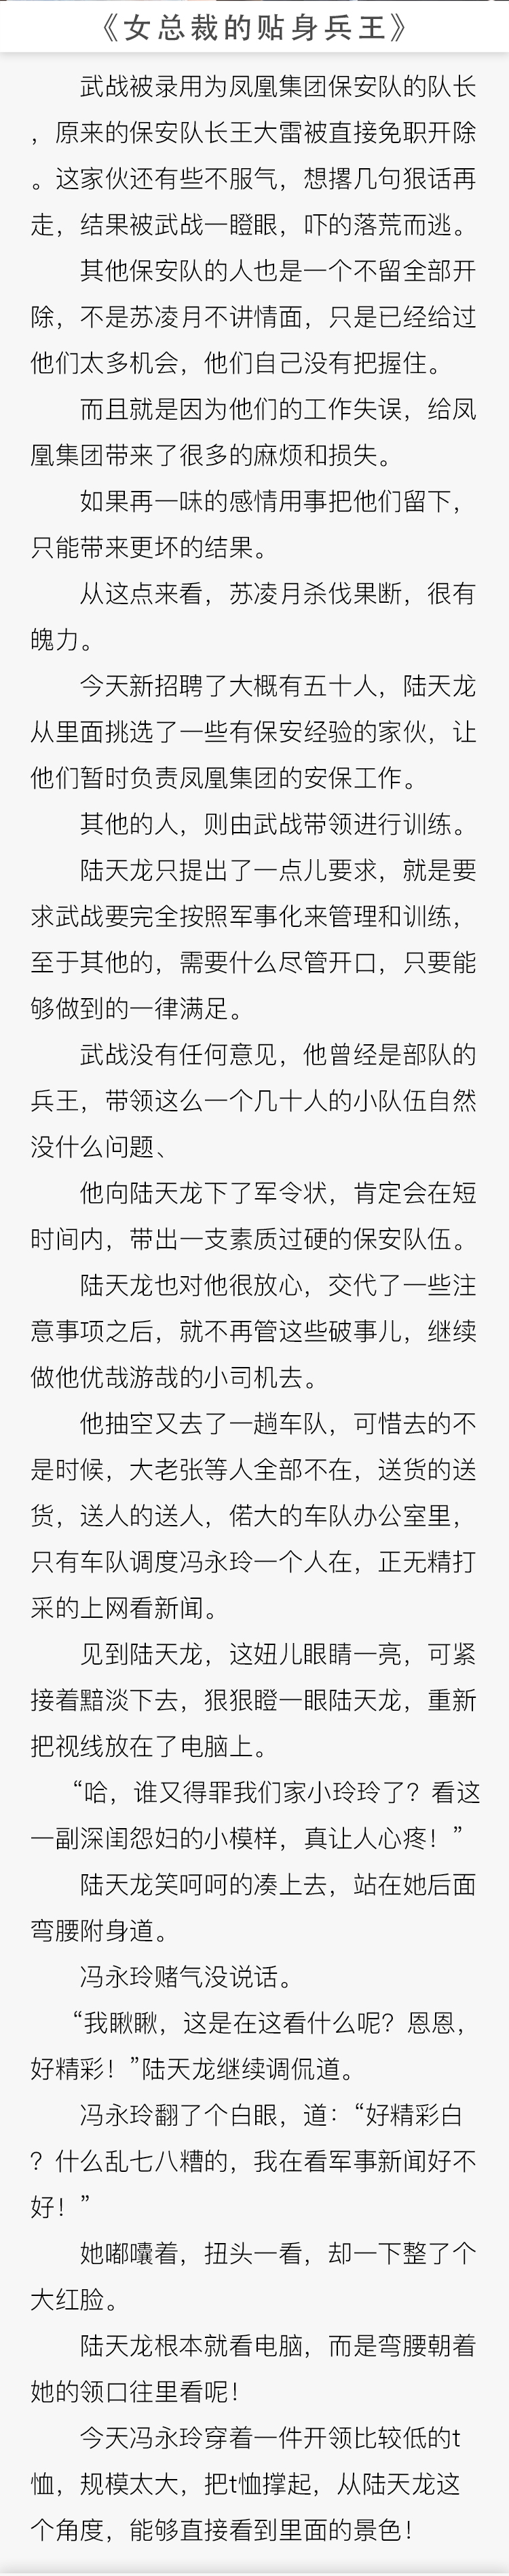 《女总裁的贴身兵王》
武战被录用为凤凰集团保安队的队长
，原来的保安队长王大雷被直接免职开除
。这家伙还有些不服气，想撂几句狠话再
走，结果被武战一瞪眼，吓的落荒而逃。
其他保安队的人也是一个不留全部开
除，不是苏凌月不讲情面，只是已经给过
他们太多机会，他们自己没有把握住。
而且就是因为他们的工作失误，给凤
凰集团带来了很多的麻烦和损失。
如果再一味的感情用事把他们留下，
只能带来更坏的结果。
从这点来看，苏凌月杀伐果断，很有
魄力。
今天新招聘了大概有五十人，陆天龙
从里面挑选了一些有保安经验的家伙，让
他们暂时负责凤凰集团的安保工作。
其他的人，则由武战带领进行训练。
陆天龙只提出了一点儿要求，就是要
求武战要完全按照军事化来管理和训练，
至于其他的，需要什么尽管开口，只要能
够做到的一律满足。
武战没有任何意见，他曾经是部队的
兵王，带领这么一个几十人的小队伍自然
没什么问题、
他向陆天龙下了军令状，肯定会在短
时间内，带出一支素质过硬的保安队伍。
陆天龙也对他很放心，交代了一些注
意事项之后，就不再管这些破事儿，继续
做他优哉游哉的小司机去。
他抽空又去了一趟车队，可惜去的不
是时候，大老张等人全部不在，送货的送
货，送人的送人，偌大的车队办公室里，
只有车队调度冯永玲一个人在，正无精打
采的上网看新闻。
见到陆天龙，这妞儿眼睛一亮，可紧
接着黯淡下去，狠狠瞪一眼陆天龙，重新
把视线放在了电脑上。
“哈，谁又得罪我们家小玲玲了？看这
一副深闺怨妇的小模样，真让人心疼！”
陆天龙笑呵呵的凑上去，站在她后面
弯腰附身道。
冯永玲赌气没说话。
“我瞅瞅，这是在这看什么呢？恩恩，
好精彩！”陆天龙继续调侃道。
冯永玲翻了个白眼，道：“好精彩白
？什么乱七八糟的，我在看军事新闻好不
好！”
她嘟囔着，扭头一看，却一下整了个
大红脸。
陆天龙根本就看电脑，而是弯腰朝着
她的领口往里看呢！
今天冯永玲穿着一件开领比较低的t
恤，规模太大，把t恤撑起，从陆天龙这
个角度，能够直接看到里面的景色！